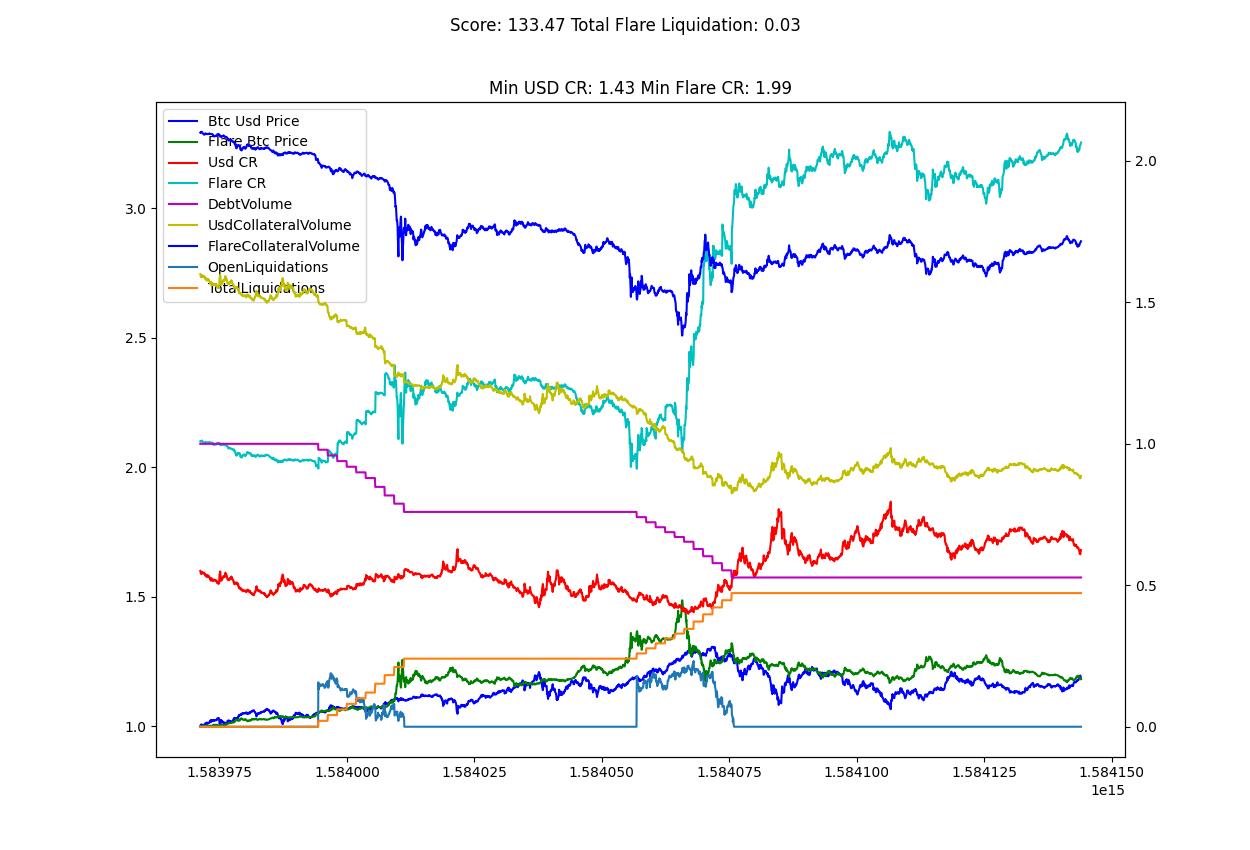 Score: 133.47 Total Flare Liquidation: 0.03
Min USD CR: 1.43 Min Flare CR: 1.99
Btc Usd Price
Flare Btc Price
Usd CR
Flare CR
DebtVolume
UsdCollateralVolume
FlareCollateralVolume
OpenLiquidations
TotalLiquidations
3.0
2.5
2.0
1.5
1.0
2.0
1.5
1.0
0.5
0.0
1.583975 1.584000 1.584025 1.584050 1.584075 1.584100 1.584125 1.584150
1e15